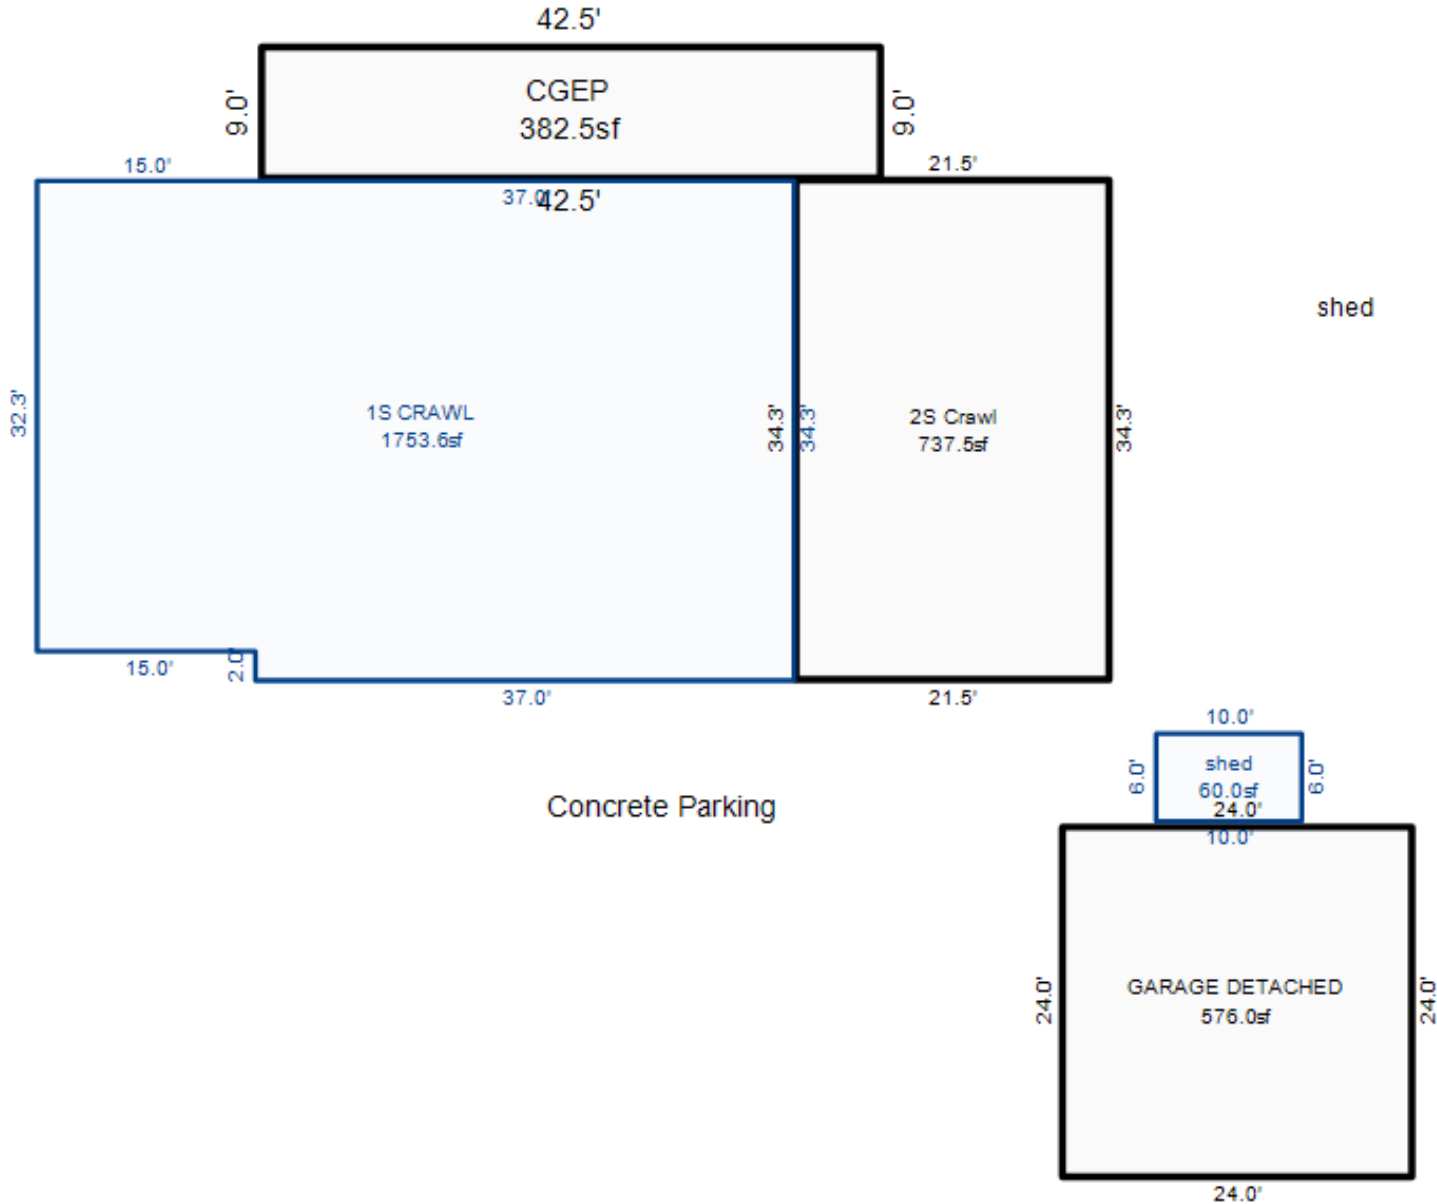 42.5'
CGEP
382.5sf
9.0'
9.0'
15.0'
21.5'
37.0'
42.5'
shed
32.3'
1S CRAWL
1753.6sf
34.3'
34.3'
2S Crawl
737.5sf
34.3'
15.0'
2.0'
37.0'
21.5'
10.0'
6.0'
shed
60.0sf
6.0'
24.0'
10.0'
Concrete Parking
24.0'
GARAGE DETACHED
576.0sf
24.0'
24.0'